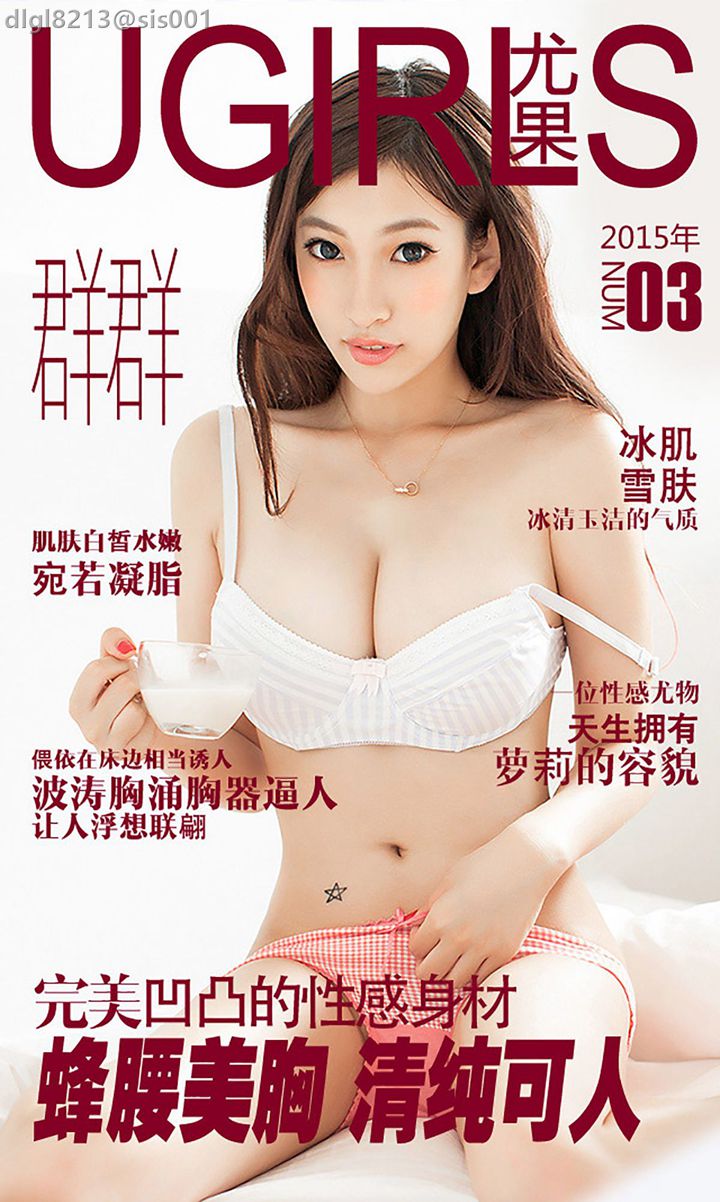 dlgl8213@sis001
UGIRLS
尤果
2015年
NUM 03
群群
冰肌
雪肤
冰清玉洁的气质
肌肤白皙水嫩
宛若凝脂
一位性感尤物
天生拥有
萝莉的容貌
偎依在床边相当诱人
波涛胸涌胸器逼人
让人浮想联翩
完美凹凸的性感身材
蜂腰美胸 清纯可人